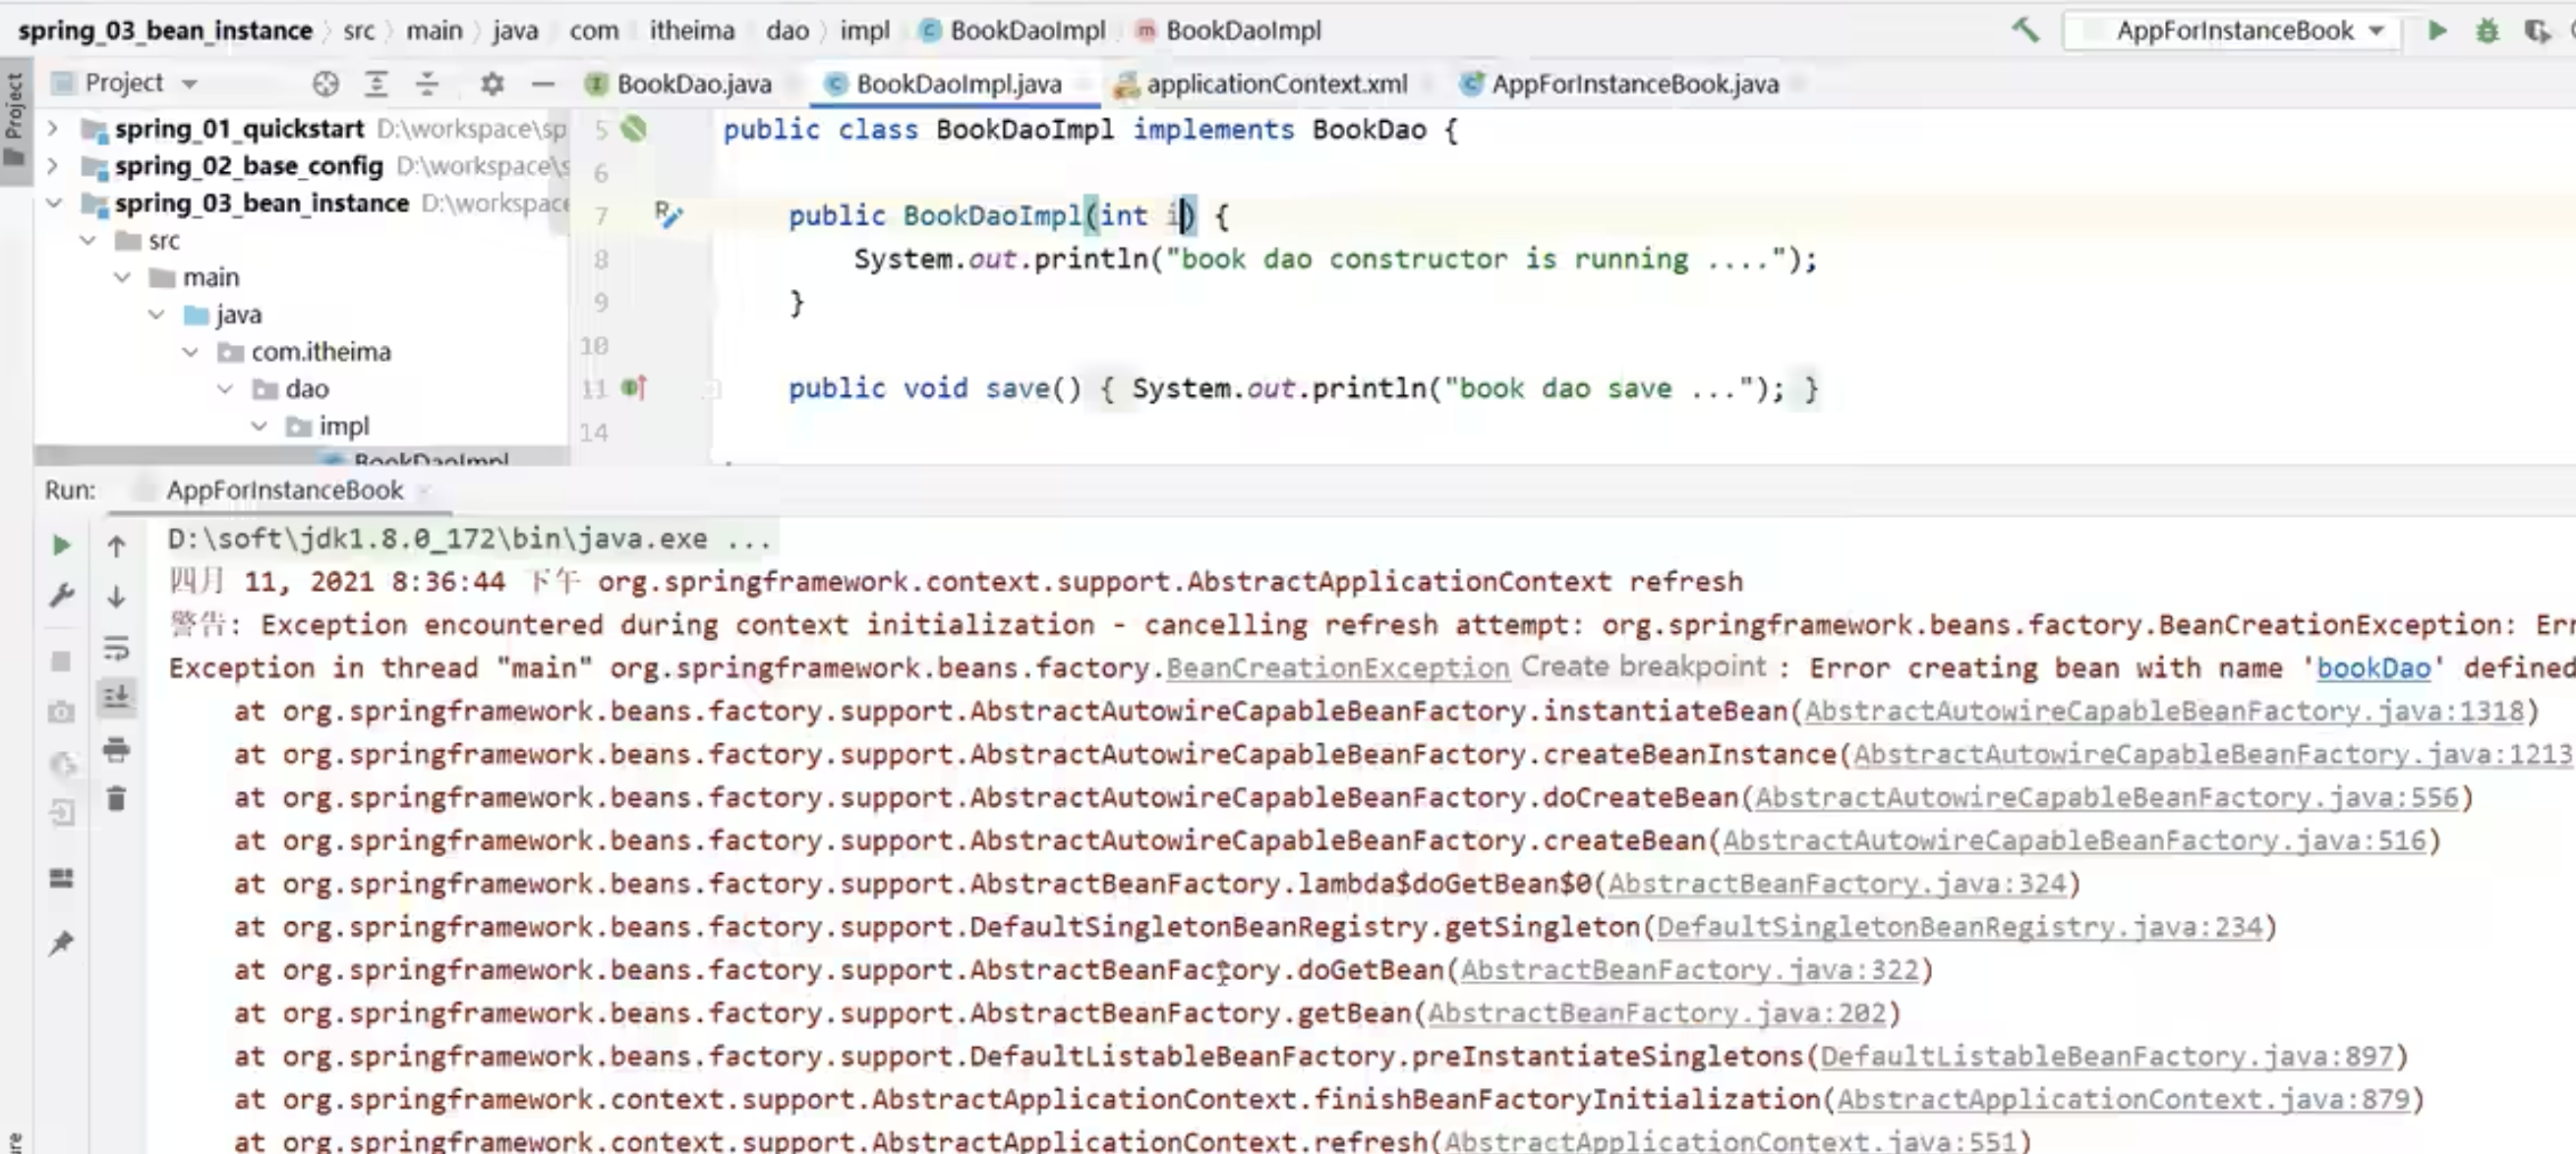 spring_03_bean_instance src main java com itheima dao impl BookDaoImpl BookDaoImpl AppForInstanceBook
Project BookDao.java BookDaoImpl.java applicationContext.xml AppForInstanceBook.java
Project
spring_01_quickstart D:\workspace\sp
spring_02_base_config D:\workspace\s
spring_03_bean_instance D:\workspace
src
main
java
com.itheima
dao
impl
BookDaoImpl
5 public class BookDaoImpl implements BookDao {
6
7 public BookDaoImpl(int i) {
8 System.out.println("book dao constructor is running ....");
9 }
10
11 public void save() { System.out.println("book dao save ..."); }
14
Run: AppForInstanceBook
D:\soft\jdk1.8.0_172\bin\java.exe ...
四月 11, 2021 8:36:44 下午 org.springframework.context.support.AbstractApplicationContext refresh
警告: Exception encountered during context initialization - cancelling refresh attempt: org.springframework.beans.factory.BeanCreationException: Err
Exception in thread "main" org.springframework.beans.factory.BeanCreationException Create breakpoint : Error creating bean with name 'bookDao' defined
at org.springframework.beans.factory.support.AbstractAutowireCapableBeanFactory.instantiateBean(AbstractAutowireCapableBeanFactory.java:1318)
at org.springframework.beans.factory.support.AbstractAutowireCapableBeanFactory.createBeanInstance(AbstractAutowireCapableBeanFactory.java:1213
at org.springframework.beans.factory.support.AbstractAutowireCapableBeanFactory.doCreateBean(AbstractAutowireCapableBeanFactory.java:556)
at org.springframework.beans.factory.support.AbstractAutowireCapableBeanFactory.createBean(AbstractAutowireCapableBeanFactory.java:516)
at org.springframework.beans.factory.support.AbstractBeanFactory.lambda$doGetBean$0(AbstractBeanFactory.java:324)
at org.springframework.beans.factory.support.DefaultSingletonBeanRegistry.getSingleton(DefaultSingletonBeanRegistry.java:234)
at org.springframework.beans.factory.support.AbstractBeanFactory.doGetBean(AbstractBeanFactory.java:322)
at org.springframework.beans.factory.support.AbstractBeanFactory.getBean(AbstractBeanFactory.java:202)
at org.springframework.beans.factory.support.DefaultListableBeanFactory.preInstantiateSingletons(DefaultListableBeanFactory.java:897)
at org.springframework.context.support.AbstractApplicationContext.finishBeanFactoryInitialization(AbstractApplicationContext.java:879)
at org.springframework.context.support.AbstractApplicationContext.refresh(AbstractApplicationContext.java:551)